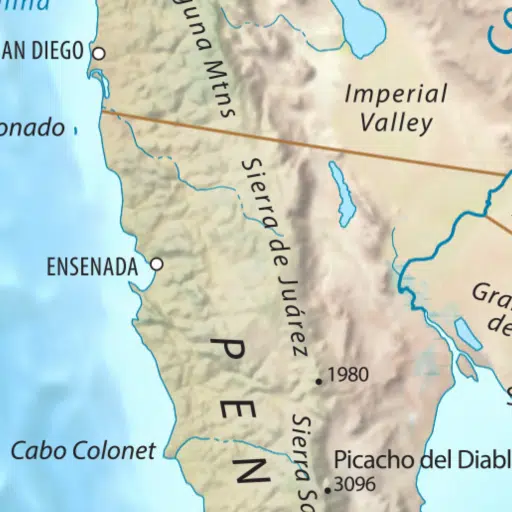 guna Mtns
AN DIEGO
Imperial
Valley
onado
Sierra de Juárez
ENSENADA
Gra
de
P
E
N
1980
Cabo Colonet
Sierra Sa
Picacho del Diabl
3096